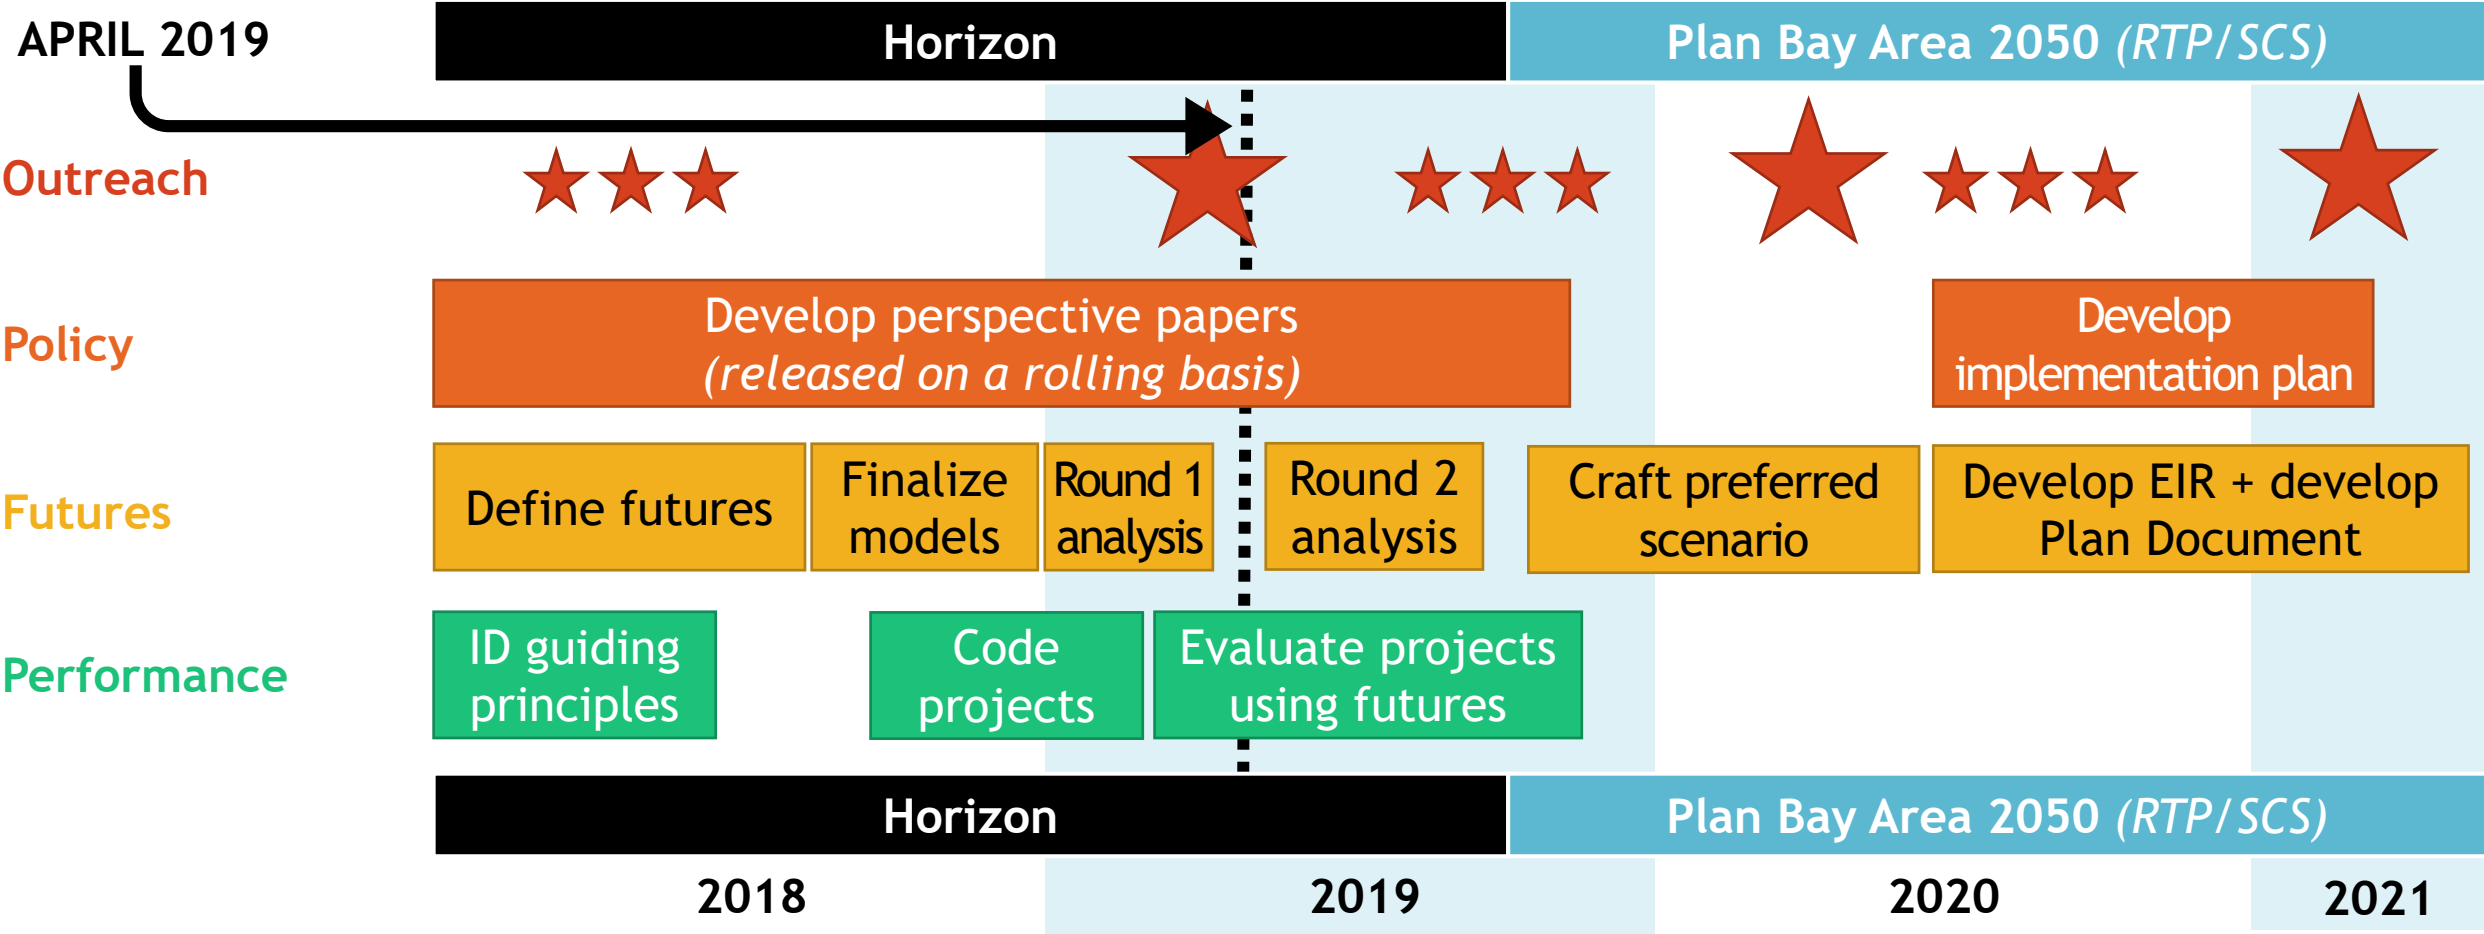 APRIL 2019
Horizon
Plan Bay Area 2050 (RTP/SCS)
Outreach
Policy
Develop perspective papers
(released on a rolling basis)
Develop
implementation plan
Futures
Define futures
Finalize
models
Round 1
analysis
Round 2
analysis
Craft preferred
scenario
Develop EIR + develop
Plan Document
Performance
ID guiding
principles
Code
projects
Evaluate projects
using futures
Horizon
Plan Bay Area 2050 (RTP/SCS)
2018
2019
2020
2021